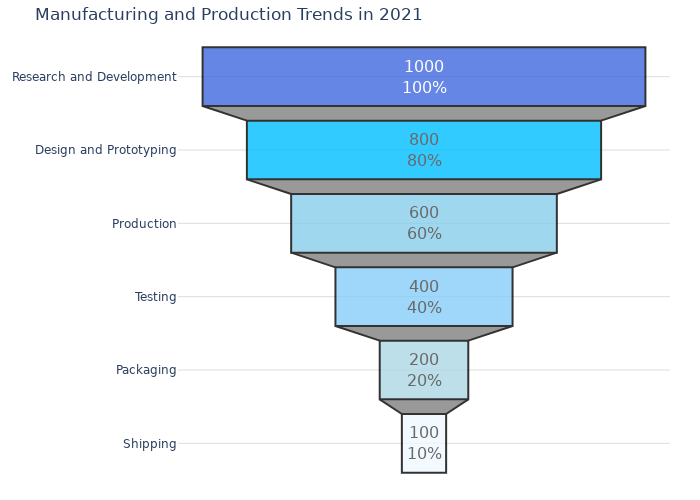 Manufacturing and Production Trends in 2021
Research and Development
1000
100%
Design and Prototyping
800
80%
Production
600
60%
Testing
400
40%
Packaging
200
20%
Shipping
100
10%